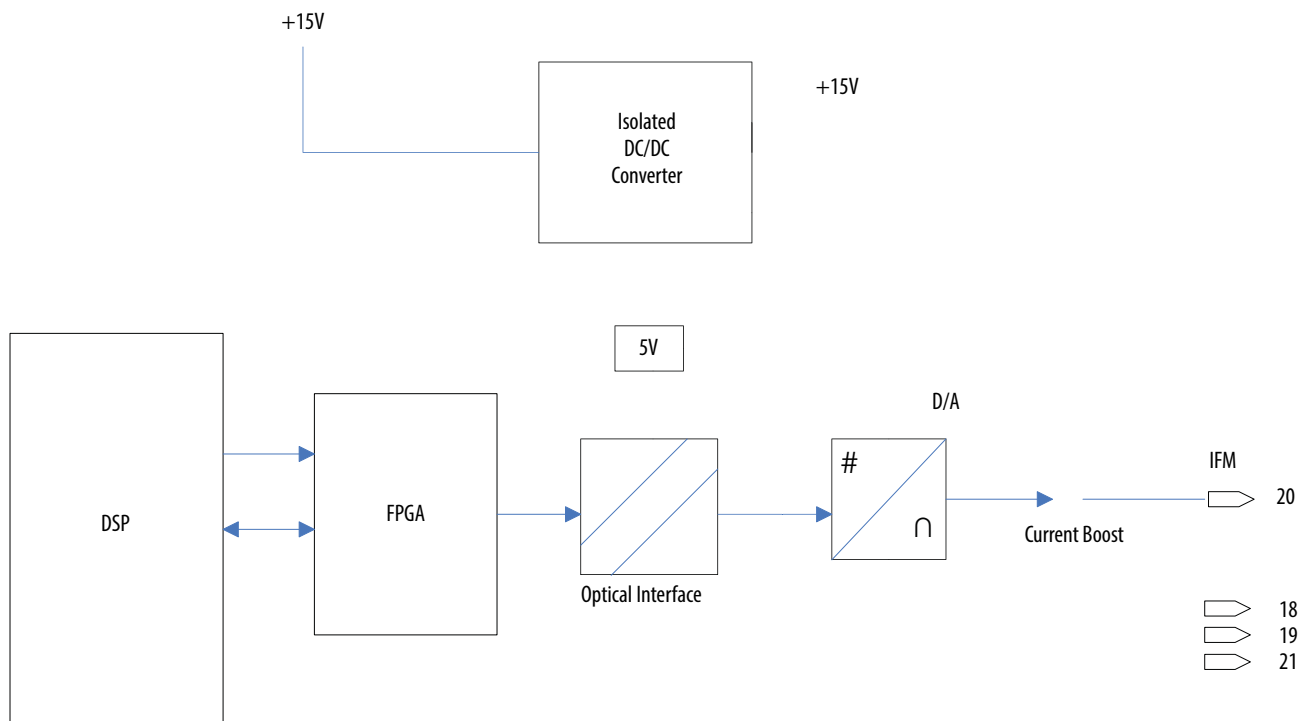 +15V
+15V
Isolated
DC/DC
Converter
5V
D/A
#
∩
IFM
20
DSP
FPGA
Current Boost
Optical Interface
18
19
21